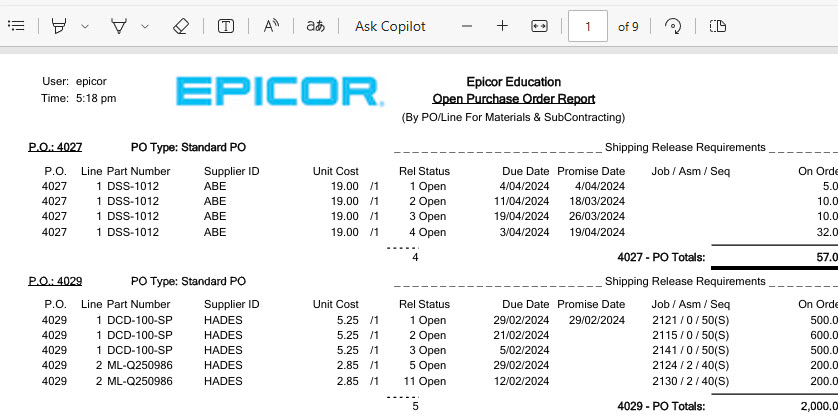 Ask Copilot 1 of 9
User: epicor
Time: 5:18 pm
EPICOR
Epicor Education
Open Purchase Order Report
(By PO/Line For Materials & SubContracting)
P.O.: 4027 PO Type: Standard PO Shipping Release Requirements
P.O. Line Part Number Supplier ID Unit Cost Rel Status Due Date Promise Date Job / Asm / Seq On Orde
4027 1 DSS-1012 ABE 19.00 /1 1 Open 4/04/2024 4/04/2024 5.0
4027 1 DSS-1012 ABE 19.00 /1 2 Open 11/04/2024 18/03/2024 10.0
4027 1 DSS-1012 ABE 19.00 /1 3 Open 19/04/2024 26/03/2024 10.0
4027 1 DSS-1012 ABE 19.00 /1 4 Open 3/04/2024 19/04/2024 32.0
4 4027 - PO Totals: 57.0
P.O.: 4029 PO Type: Standard PO Shipping Release Requirements
P.O. Line Part Number Supplier ID Unit Cost Rel Status Due Date Promise Date Job / Asm / Seq On Orde
4029 1 DCD-100-SP HADES 5.25 /1 1 Open 29/02/2024 29/02/2024 2121 / 0 / 50(S) 500.0
4029 1 DCD-100-SP HADES 5.25 /1 2 Open 21/02/2024 2115 / 0 / 50(S) 600.0
4029 1 DCD-100-SP HADES 5.25 /1 3 Open 5/02/2024 2141 / 0 / 50(S) 500.0
4029 2 ML-Q250986 HADES 2.85 /1 5 Open 29/02/2024 2124 / 2 / 40(S) 200.0
4029 2 ML-Q250986 HADES 2.85 /1 11 Open 12/02/2024 2130 / 2 / 40(S) 200.0
5 4029 - PO Totals: 2,000.0